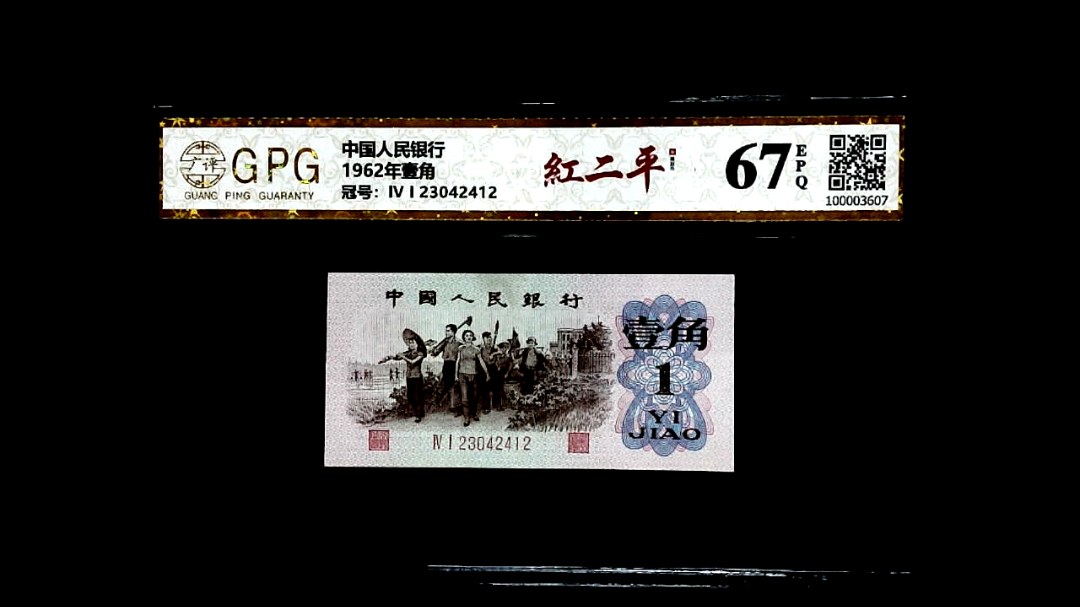 广评
GPG
GUANG PING GUARANTY
中国人民银行
1962年壹角
冠号: IV I 23042412
紅二平
67
EPQ
100003607
中國人民銀行
壹角
1
YI
JIAO
IV I 23042412